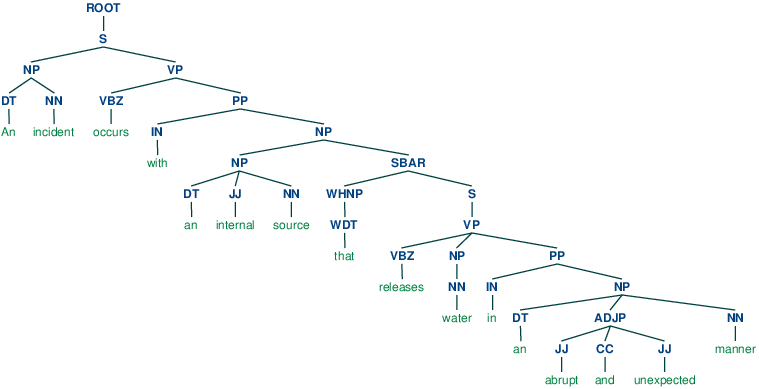 ROOT
S
NP VP
DT NN VBZ PP
An incident occurs IN NP
with NP SBAR
DT JJ NN WHNP S
an internal source WDT VP
that VBZ NP PP
releases NN IN NP
water in DT ADJP NN
an JJ CC JJ manner
abrupt and unexpected